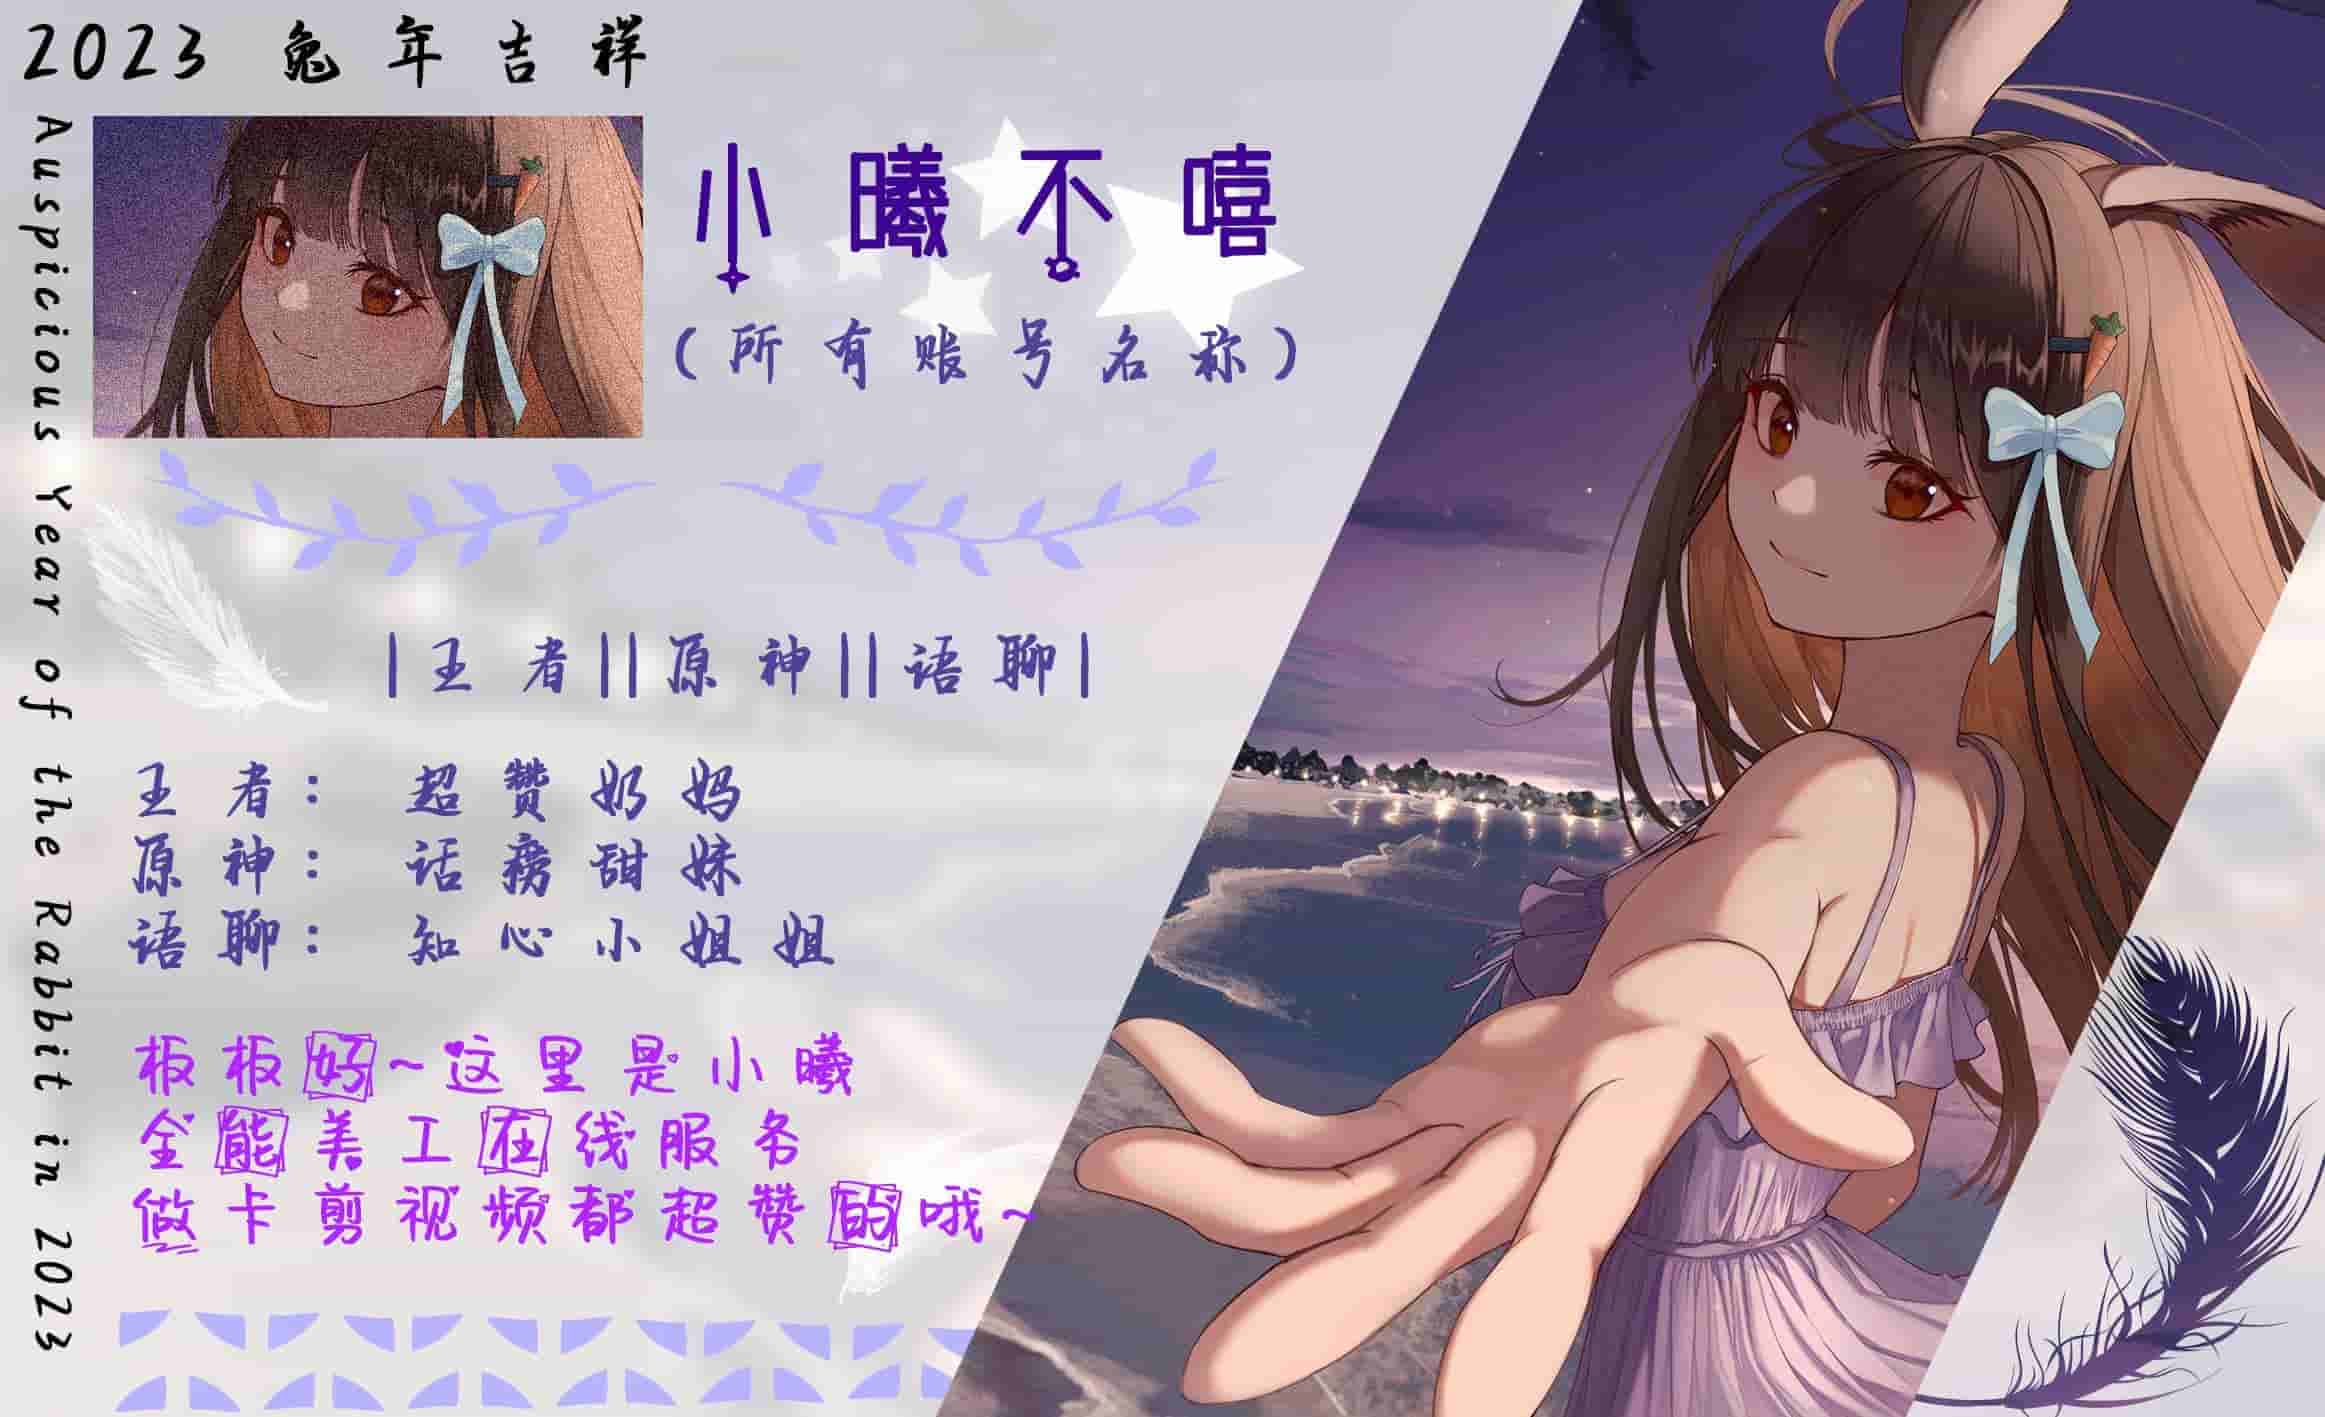 2023 兔年吉祥
Auspicious Year of the Rabbit in 2023
小曦不嘻
(所有账号名称)
|王者||原神||语聊|
王者：超赞奶妈
原神：话痨甜妹
语聊：知心小姐姐
板板好~这里是小曦
全能美工在线服务
做卡剪视频都超赞的哦~